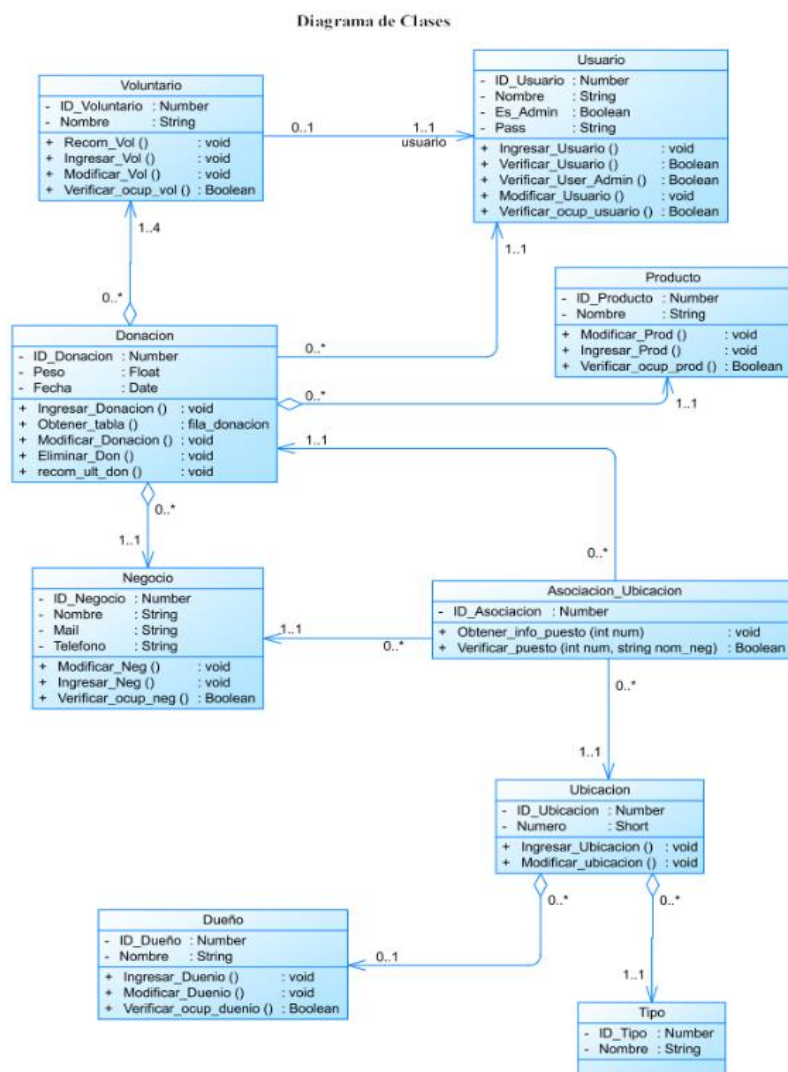 Diagrama de Clases
Voluntario
- ID_Voluntario : Number
- Nombre : String
+ Recom_Vol () : void
+ Ingresar_Vol () : void
+ Modificar_Vol () : void
+ Verificar_ocup_vol () : Boolean
0..1
1..1
usuario
Usuario
- ID_Usuario : Number
- Nombre : String
- Es_Admin : Boolean
- Pass : String
+ Ingresar_Usuario () : void
+ Verificar_Usuario () : Boolean
+ Verificar_User_Admin () : Boolean
+ Modificar_Usuario () : void
+ Verificar_ocup_usuario () : Boolean
1..4
0..*
1..1
0..*
Producto
- ID_Producto : Number
- Nombre : String
+ Modificar_Prod () : void
+ Ingresar_Prod () : void
+ Verificar_ocup_prod () : Boolean
Donacion
- ID_Donacion : Number
- Peso : Float
- Fecha : Date
+ Ingresar_Donacion () : void
+ Obtener_tabla () : fila_donacion
+ Modificar_Donacion () : void
+ Eliminar_Don () : void
+ recom_ult_don () : void
0..*
1..1
1..1
0..*
0..*
1..1
Negocio
- ID_Negocio : Number
- Nombre : String
- Mail : String
- Telefono : String
+ Modificar_Neg () : void
+ Ingresar_Neg () : void
+ Verificar_ocup_neg () : Boolean
1..1
0..*
Asociacion_Ubicacion
- ID_Asociacion : Number
+ Obtener_info_puesto (int num) : void
+ Verificar_puesto (int num, string nom_neg) : Boolean
0..*
1..1
Ubicacion
- ID_Ubicacion : Number
- Numero : Short
+ Ingresar_Ubicacion () : void
+ Modificar_ubicacion () : void
0..*
0..*
Dueño
- ID_Dueño : Number
- Nombre : String
+ Ingresar_Duenio () : void
+ Modificar_Duenio () : void
+ Verificar_ocup_duenio () : Boolean
0..1
1..1
Tipo
- ID_Tipo : Number
- Nombre : String